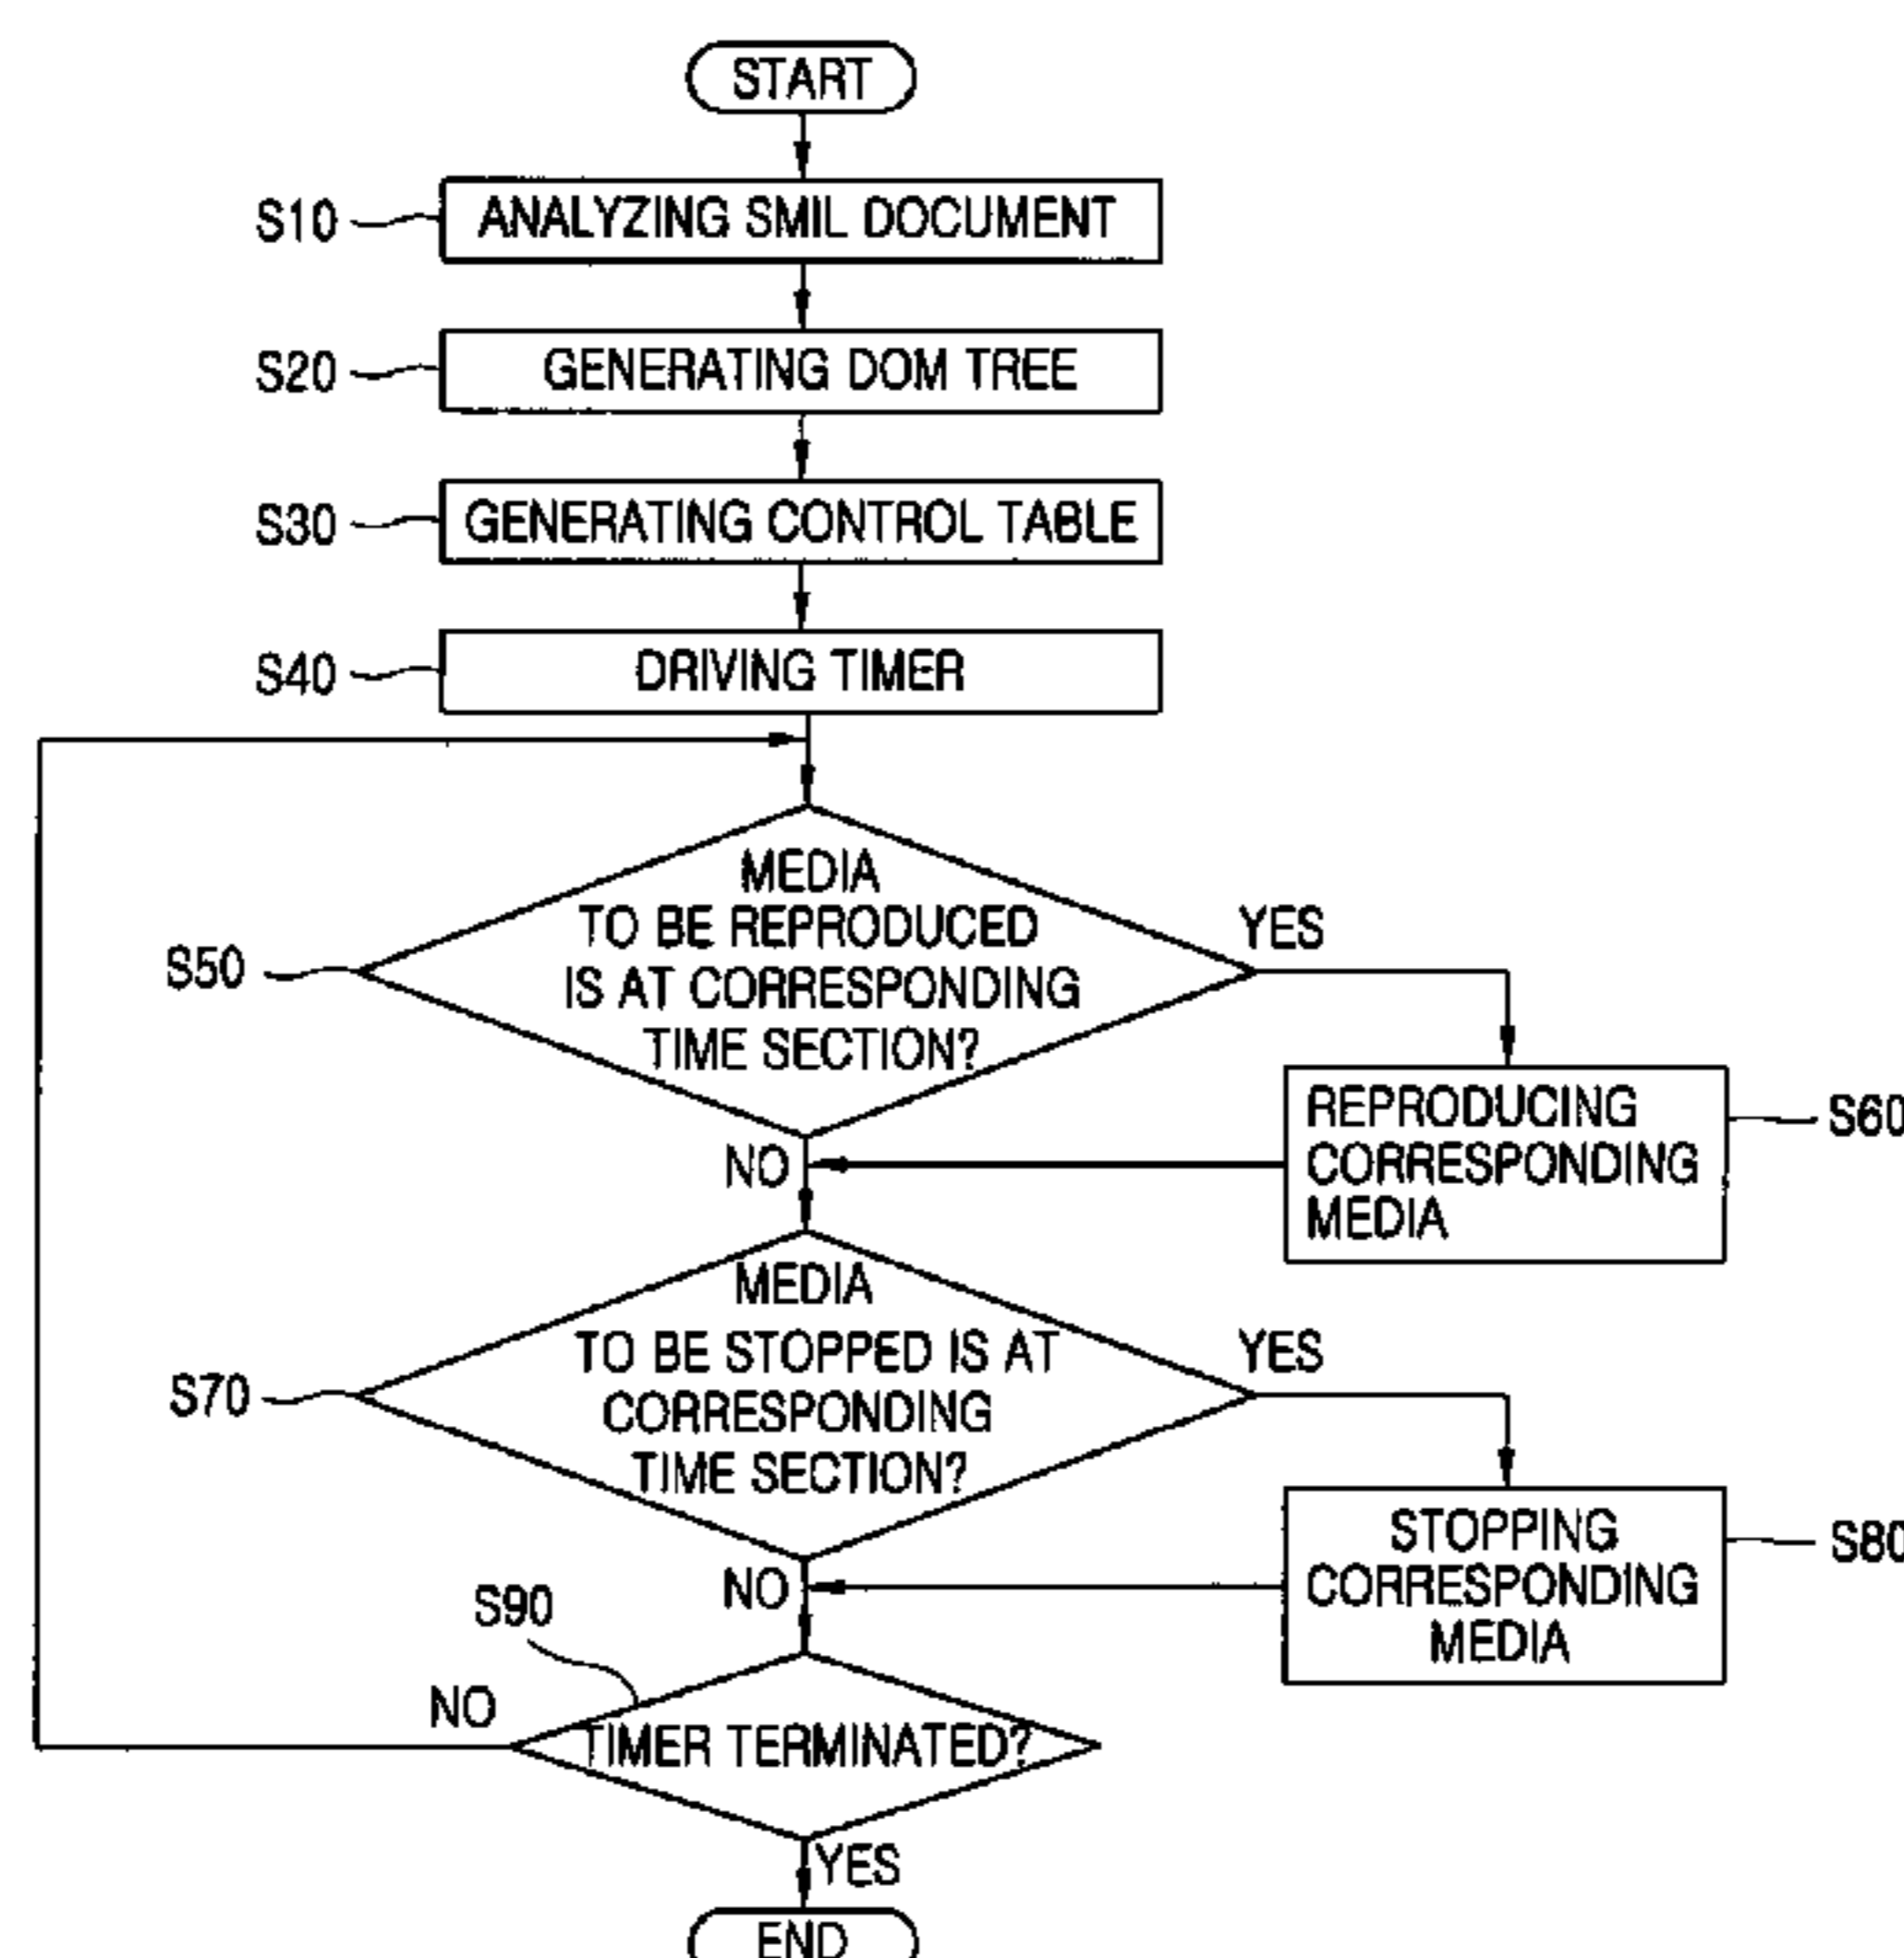 START
S10
ANALYZING SMIL DOCUMENT
S20
GENERATING DOM TREE
S30
GENERATING CONTROL TABLE
S40
DRIVING TIMER
S50
MEDIA
TO BE REPRODUCED
IS AT CORRESPONDING
TIME SECTION?
YES
NO
REPRODUCING
CORRESPONDING
MEDIA
S60
S70
MEDIA
TO BE STOPPED IS AT
CORRESPONDING
TIME SECTION?
YES
NO
STOPPING
CORRESPONDING
MEDIA
S80
S90
NO
TIMER TERMINATED?
YES
END